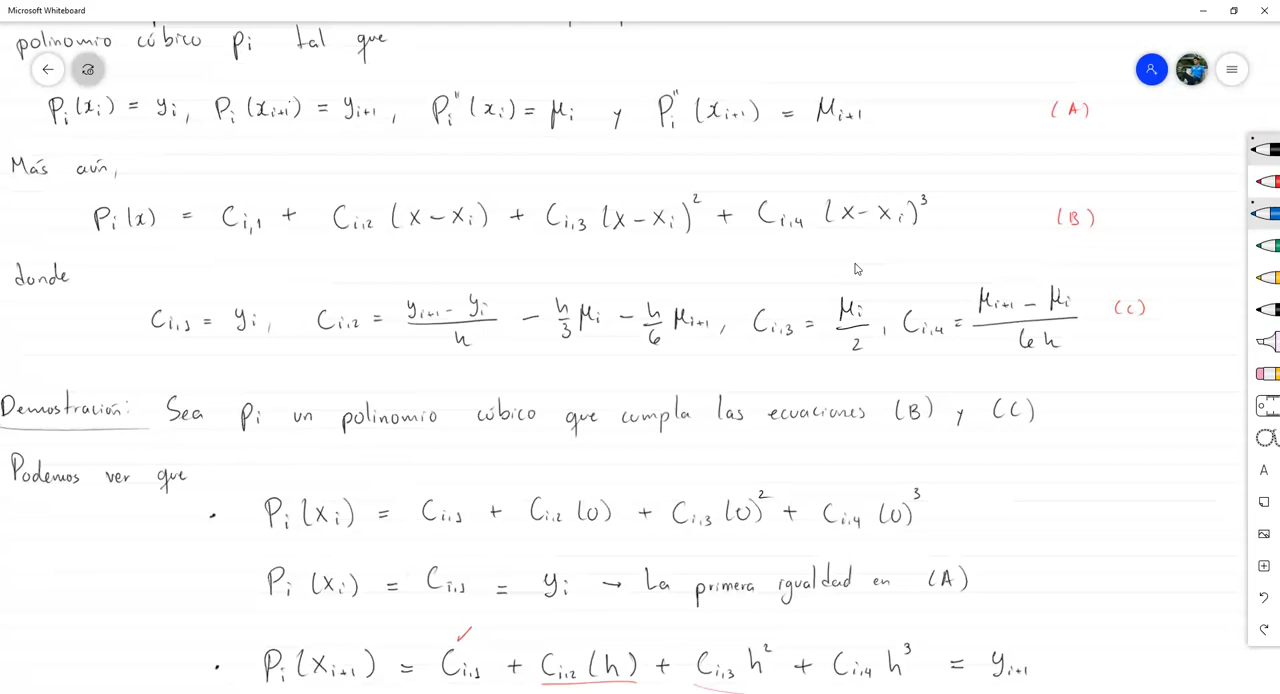 Microsoft Whiteboard
polinomio cúbico Pi tal que
Pi(xi) = yi, Pi(xi+1) = yi+1, Pi''(xi) = μi y Pi''(xi+1) = μi+1 (A)
Más aún,
Pi(x) = Ci,1 + Ci,2 (x-xi) + Ci,3 (x-xi)² + Ci,4 (x-xi)³ (B)
donde
Ci,1 = yi, Ci,2 = (yi+1 - yi)/h - h/3 μi - h/6 μi+1, Ci,3 = μi/2, Ci,4 = (μi+1 - μi)/6h (C)
Demostración: Sea Pi un polinomio cúbico que cumpla las ecuaciones (B) y (C)
Podemos ver que
• Pi(xi) = Ci,1 + Ci,2 (0) + Ci,3 (0)² + Ci,4 (0)³
Pi(xi) = Ci,1 = yi → La primera igualdad en (A)
• Pi(xi+1) = Ci,1 + Ci,2 (h) + Ci,3 h² + Ci,4 h³ = yi+1